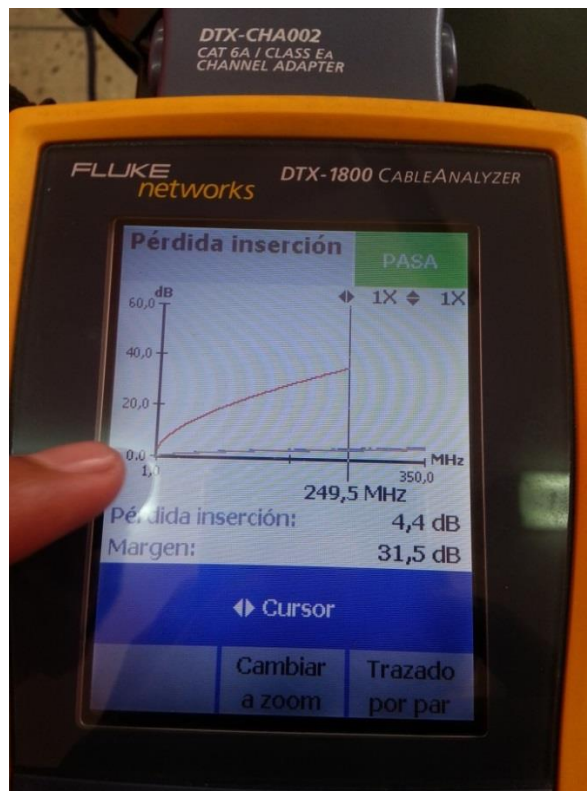 DTX-CHA002
CAT 6A / CLASS EA
CHANNEL ADAPTER
FLUKE
networks
DTX-1800 CABLEANALYZER
Pérdida inserción
PASA
dB
1X 1X
60,0
40,0
20,0
0.0
MHz
1,0
350,0
249,5 MHz
Pérdida inserción: 4,4 dB
Margen: 31,5 dB
Cursor
Cambiar
a zoom
Trazado
por par